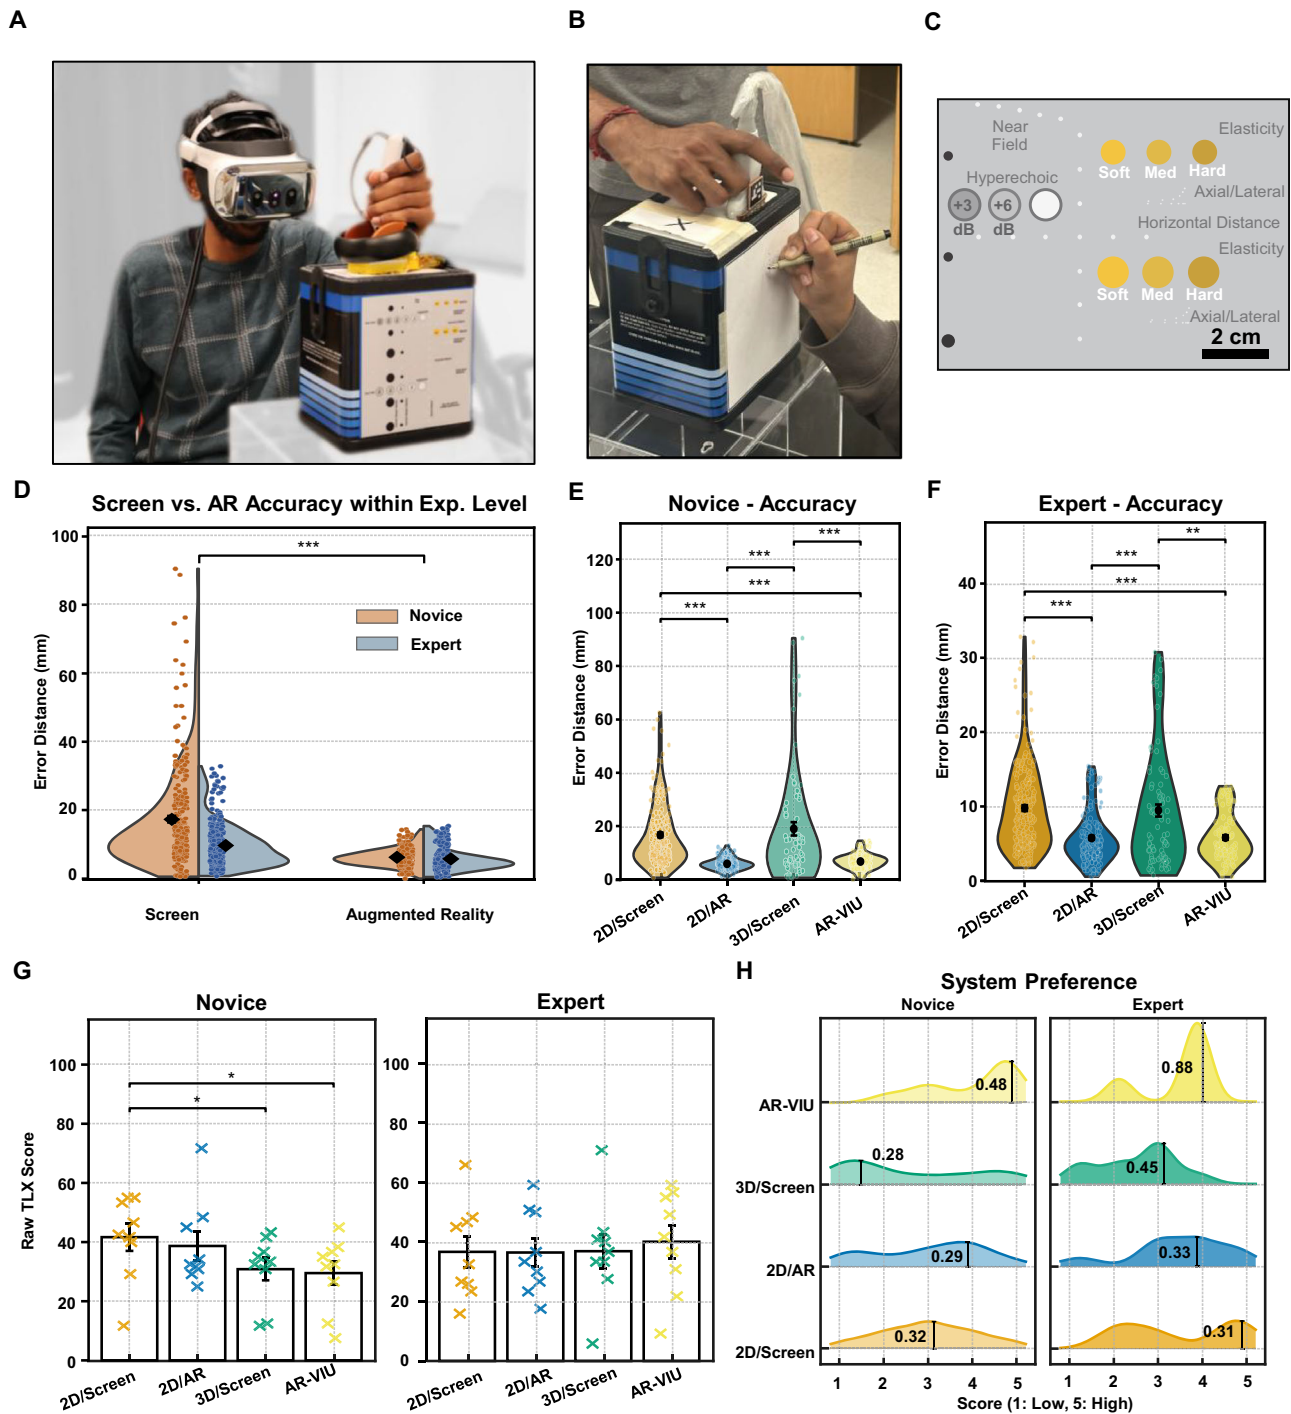 A
B
C
Near
Field
Elasticity
Soft Med Hard
Hyperechoic
Axial/Lateral
+3 +6
dB dB
Horizontal Distance
Elasticity
Soft Med Hard
Axial/Lateral
2 cm
D
Screen vs. AR Accuracy within Exp. Level
100
80
60
40
20
0
Error Distance (mm)
***
Novice
Expert
Screen
Augmented Reality
E
Novice - Accuracy
120
100
80
60
40
20
0
Error Distance (mm)
***
***
***
***
2D/Screen
2D/AR
3D/Screen
AR-VIU
F
Expert - Accuracy
40
30
20
10
0
Error Distance (mm)
**
***
***
***
2D/Screen
2D/AR
3D/Screen
AR-VIU
G
Novice
100
80
60
40
20
0
Raw TLX Score
*
*
2D/Screen
2D/AR
3D/Screen
AR-VIU
Expert
100
80
60
40
20
0
2D/Screen
2D/AR
3D/Screen
AR-VIU
H
System Preference
Novice
Expert
AR-VIU
0.48
0.88
3D/Screen
0.28
0.45
2D/AR
0.29
0.33
2D/Screen
0.32
0.31
1 2 3 4 5
1 2 3 4 5
Score (1: Low, 5: High)